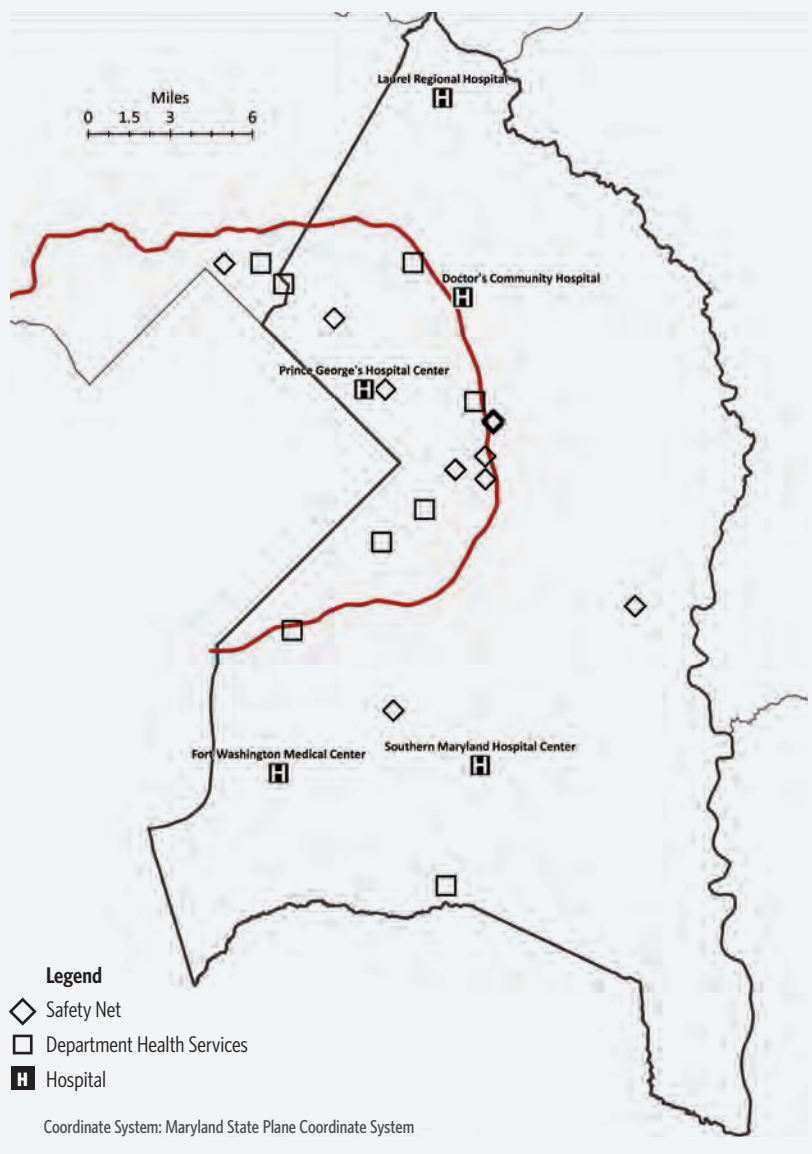 Laurel Regional Hospital
H
Miles
0 1.5 3 6
Doctor's Community Hospital
H
Prince George's Hospital Center
H
Southern Maryland Hospital Center
H
Fort Washington Medical Center
H
Legend
Safety Net
Department Health Services
H Hospital
Coordinate System: Maryland State Plane Coordinate System